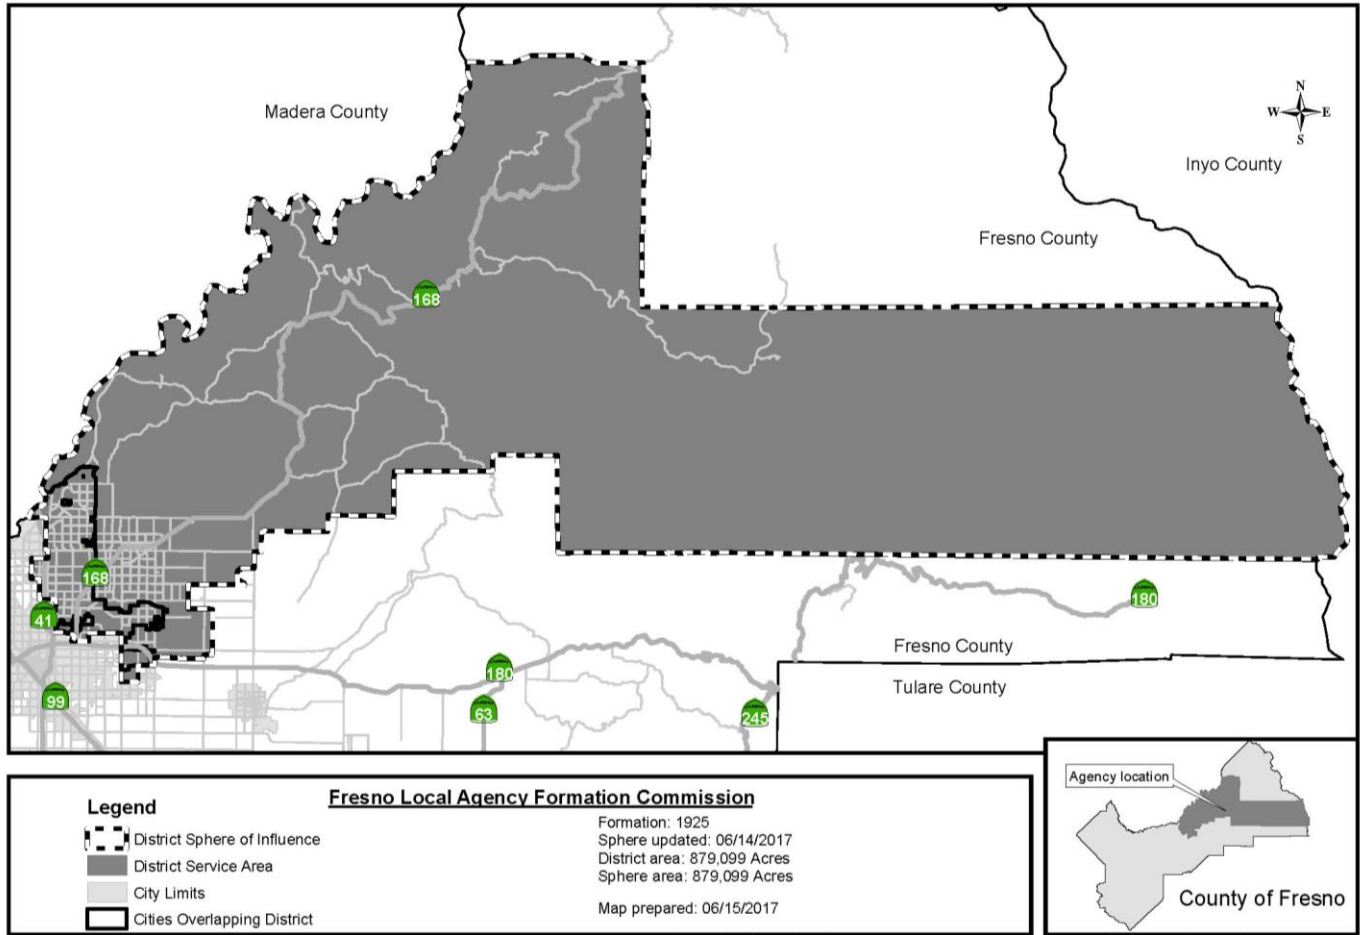 Madera County
N
W E
S
Inyo County
Fresno County
168
168
41
180
180
Fresno County
Tulare County
99
63
245
Legend
District Sphere of Influence
District Service Area
City Limits
Cities Overlapping District
Fresno Local Agency Formation Commission
Formation: 1925
Sphere updated: 06/14/2017
District area: 879,099 Acres
Sphere area: 879,099 Acres
Map prepared: 06/15/2017
Agency location
County of Fresno